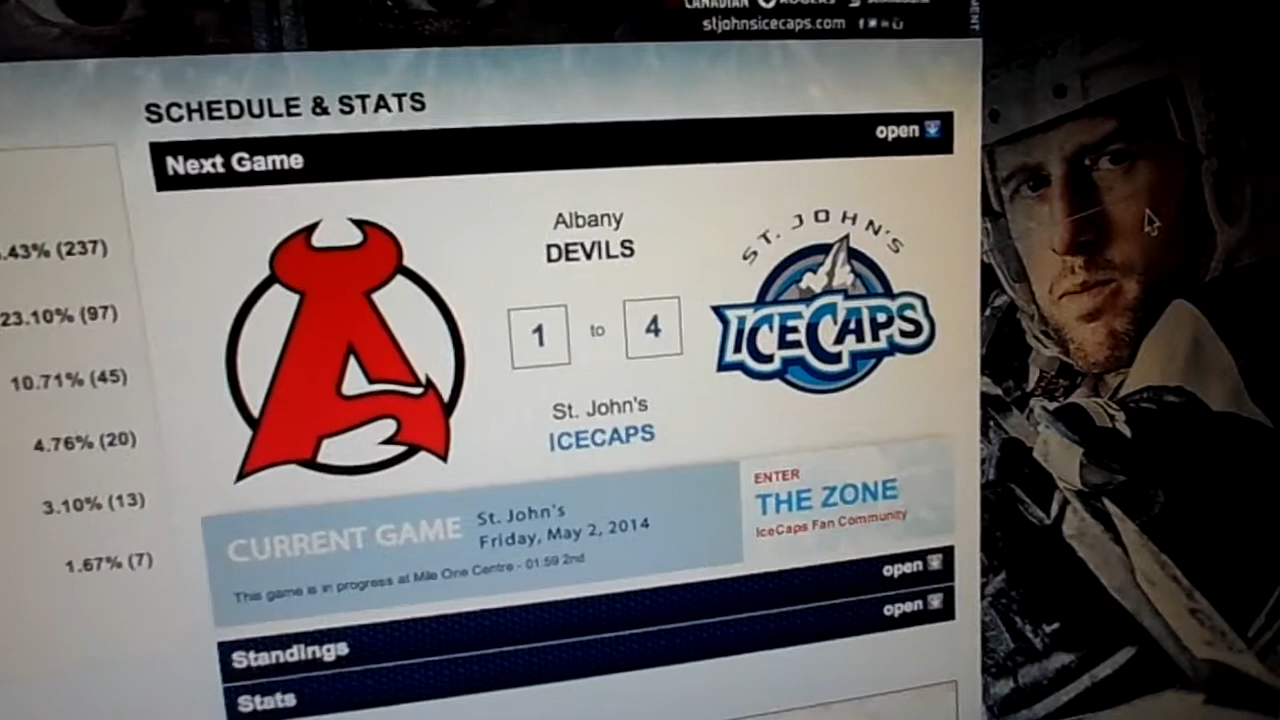 CANADIAN ROGERS
stjohnsicecaps.com
SCHEDULE & STATS
Next Game
open
.43% (237)
23.10% (97)
10.71% (45)
4.76% (20)
3.10% (13)
1.67% (7)
Albany
DEVILS
1 to 4
St. John's
ICECAPS
ST. JOHN'S
ICECAPS
CURRENT GAME
St. John's
Friday, May 2, 2014
This game is in progress at Mile One Centre - 01:59 2nd
ENTER
THE ZONE
IceCaps Fan Community
Standings
open
Stats
open